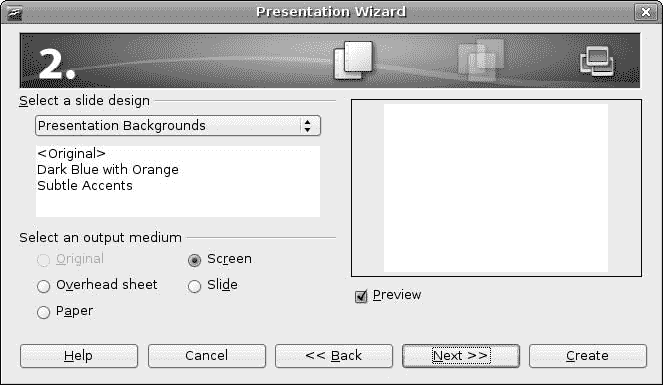 Presentation Wizard
2.
Select a slide design
Presentation Backgrounds
<Original>
Dark Blue with Orange
Subtle Accents
Select an output medium
Original
Screen
Overhead sheet
Slide
Paper
Preview
Help
Cancel
<< Back
Next >>
Create